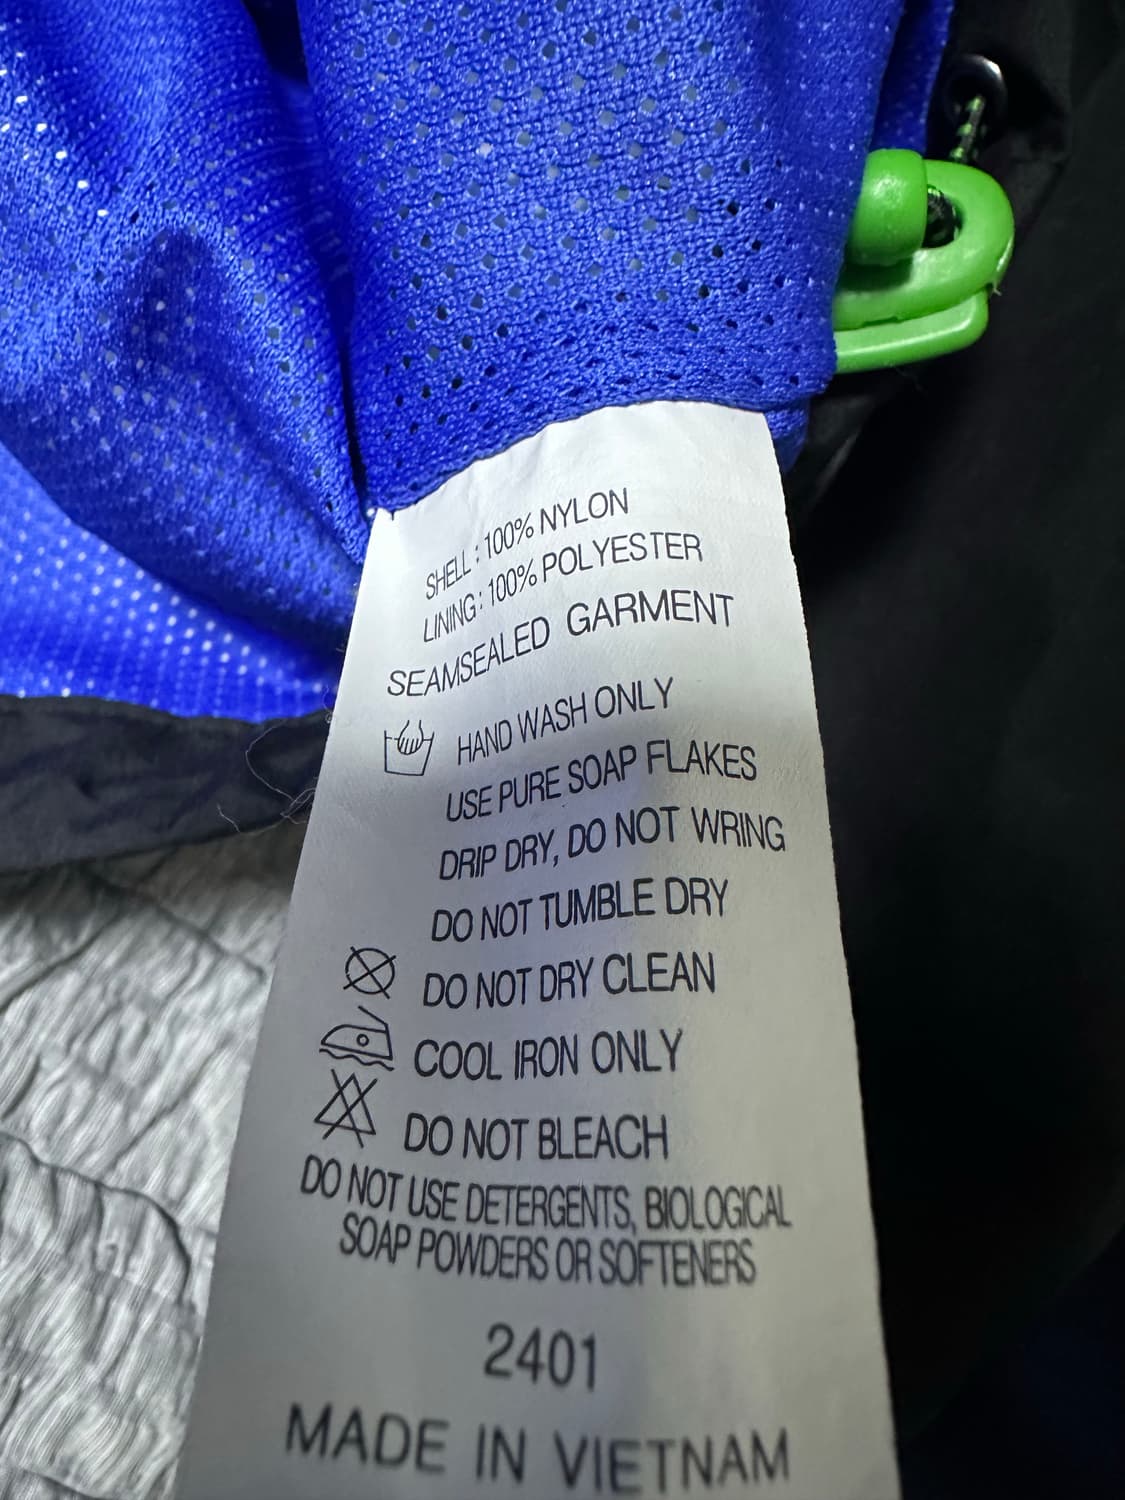 SHELL : 100% NYLON
LINING : 100% POLYESTER
SEAMSEALED GARMENT
HAND WASH ONLY
USE PURE SOAP FLAKES
DRIP DRY, DO NOT WRING
DO NOT TUMBLE DRY
DO NOT DRY CLEAN
COOL IRON ONLY
DO NOT BLEACH
DO NOT USE DETERGENTS, BIOLOGICAL
SOAP POWDERS OR SOFTENERS
2401
MADE IN VIETNAM